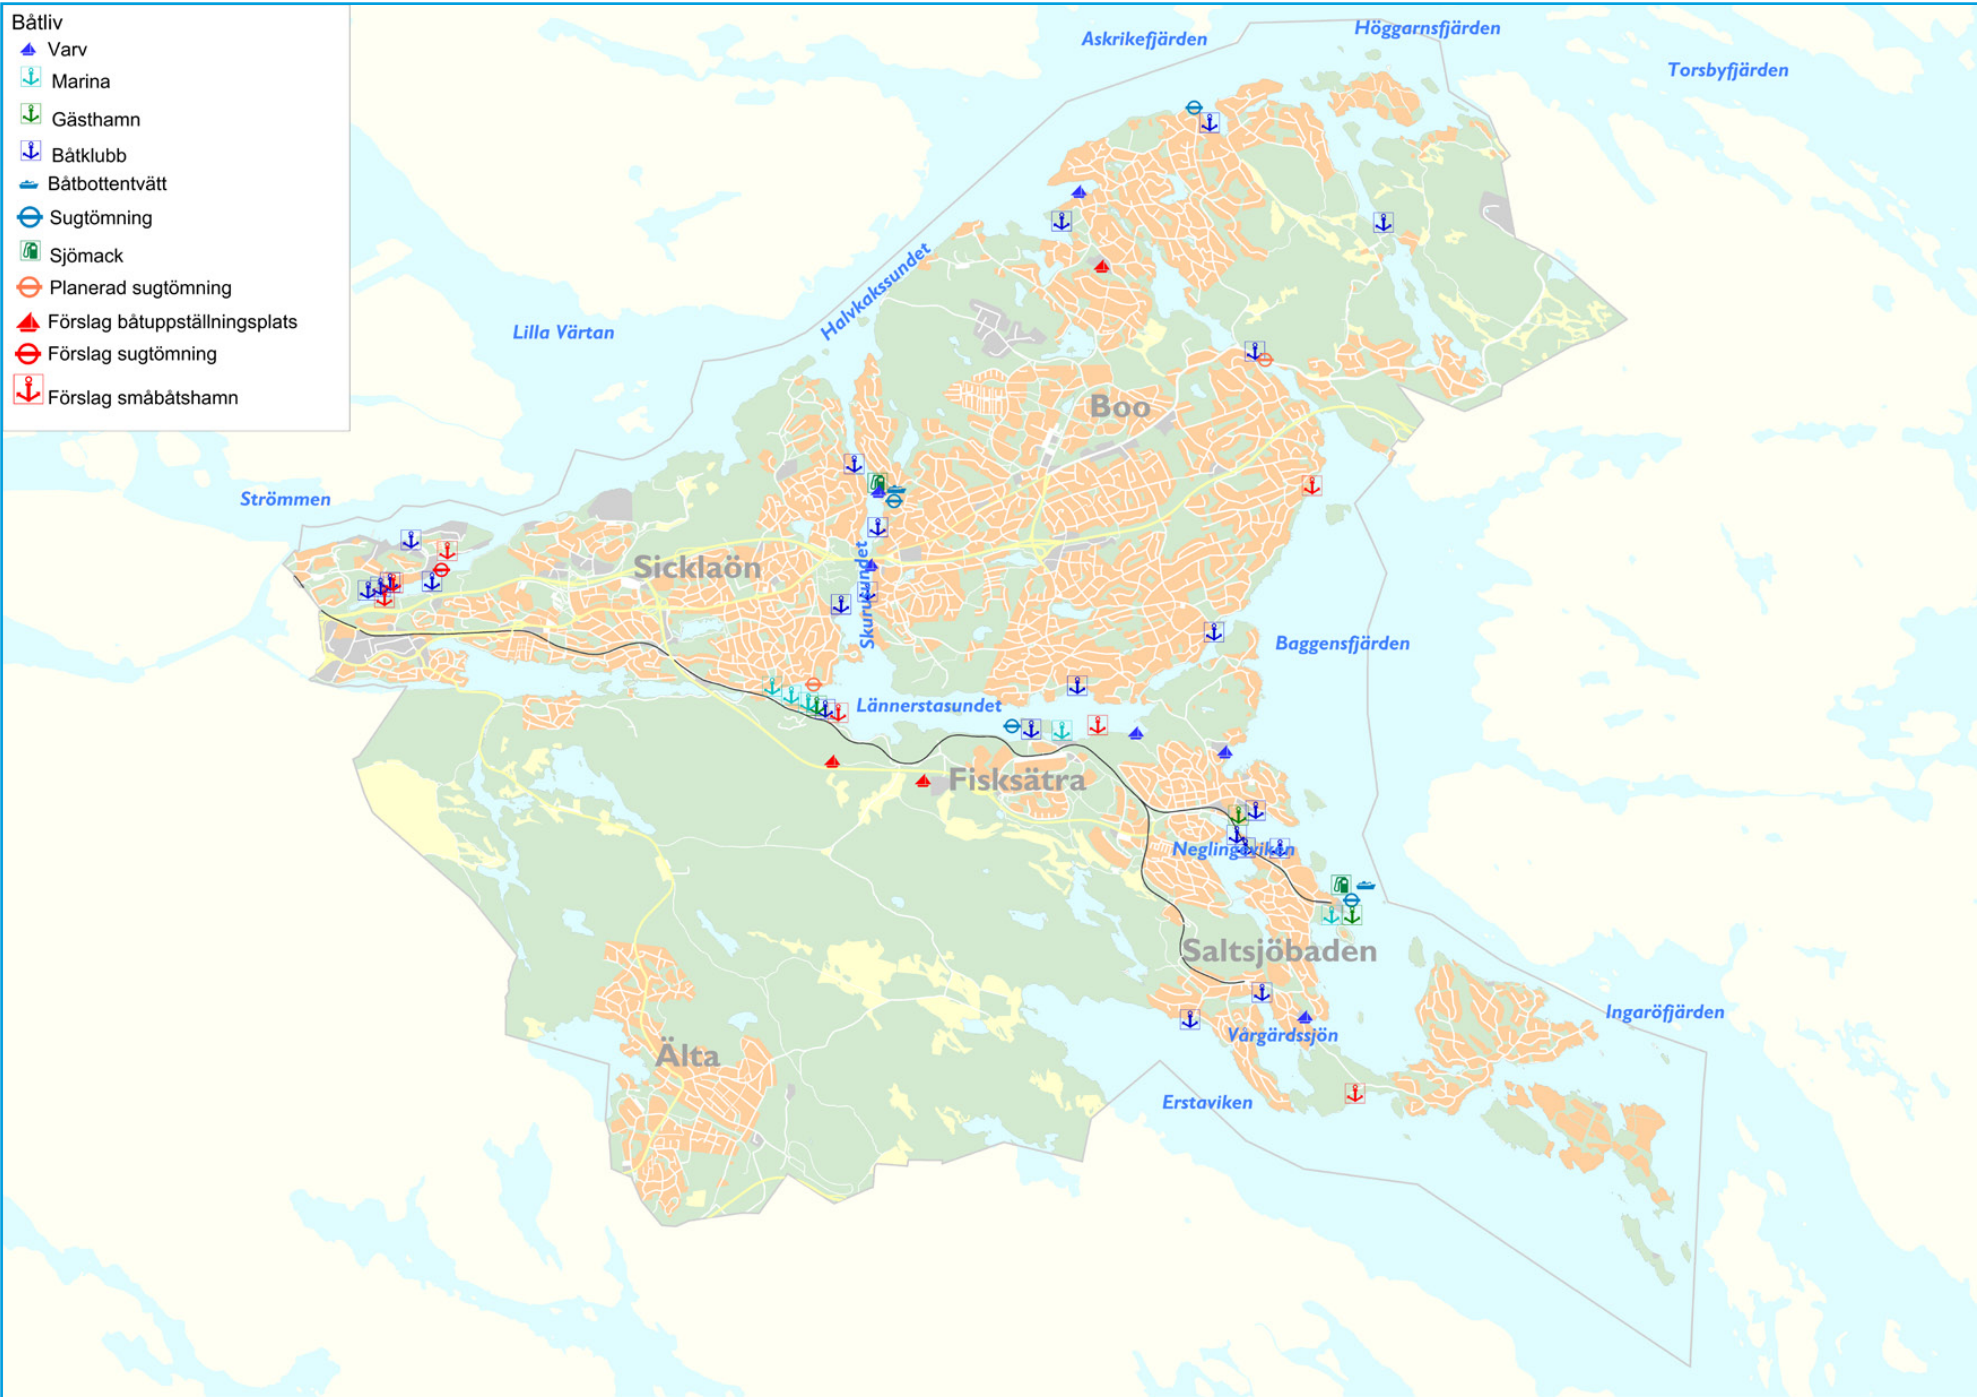 Båtliv
Varv
Marina
Gästhamn
Båtklubb
Båtbottentvätt
Sugtömning
Sjömack
Planerad sugtömning
Förslag båtuppställningsplats
Förslag sugtömning
Förslag småbåtshamn
Askrikefjärden
Höggarnsfjärden
Torsbyfjärden
Halvkakssundet
Lilla Värtan
Boo
Strömmen
Sicklaön
Skurusundet
Baggensfjärden
Lännerstasundet
Fisksätra
Neglingeviken
Saltsjöbaden
Ingaröfjärden
Vårgärdssjön
Älta
Erstaviken